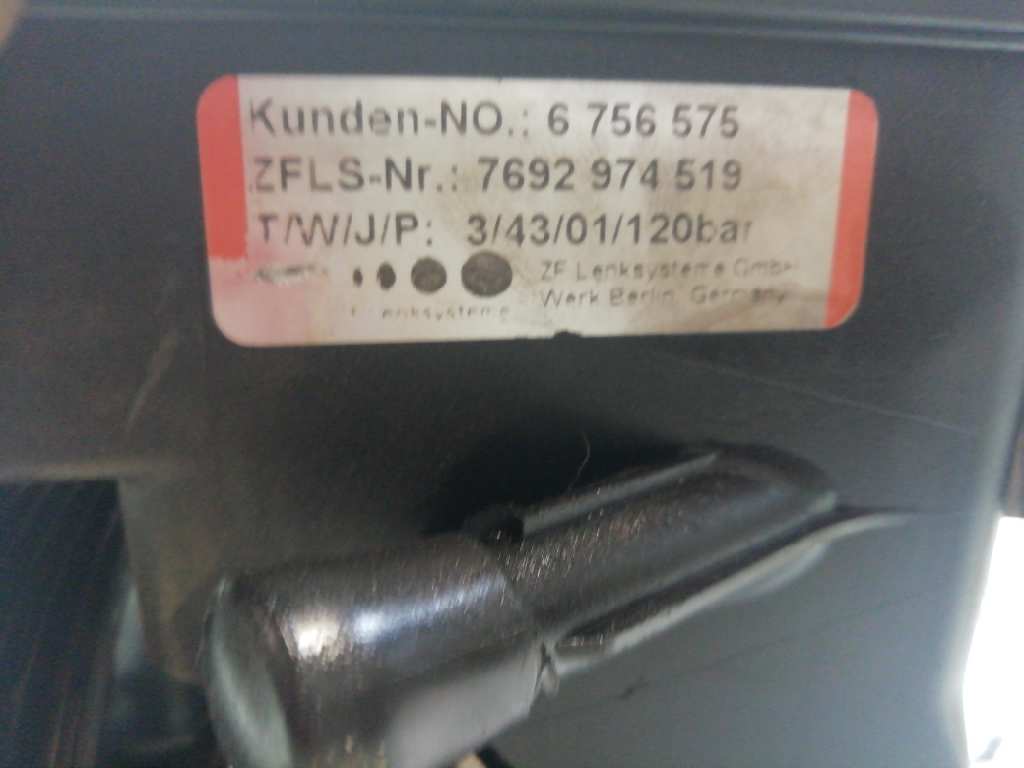 Kunden-NO.: 6 756 575
ZFLS-Nr.: 7692 974 519
T/W/J/P: 3/43/01/120bar
ZF Lenksysteme GmbH
Werk Berlin, Germany
Lenksysteme